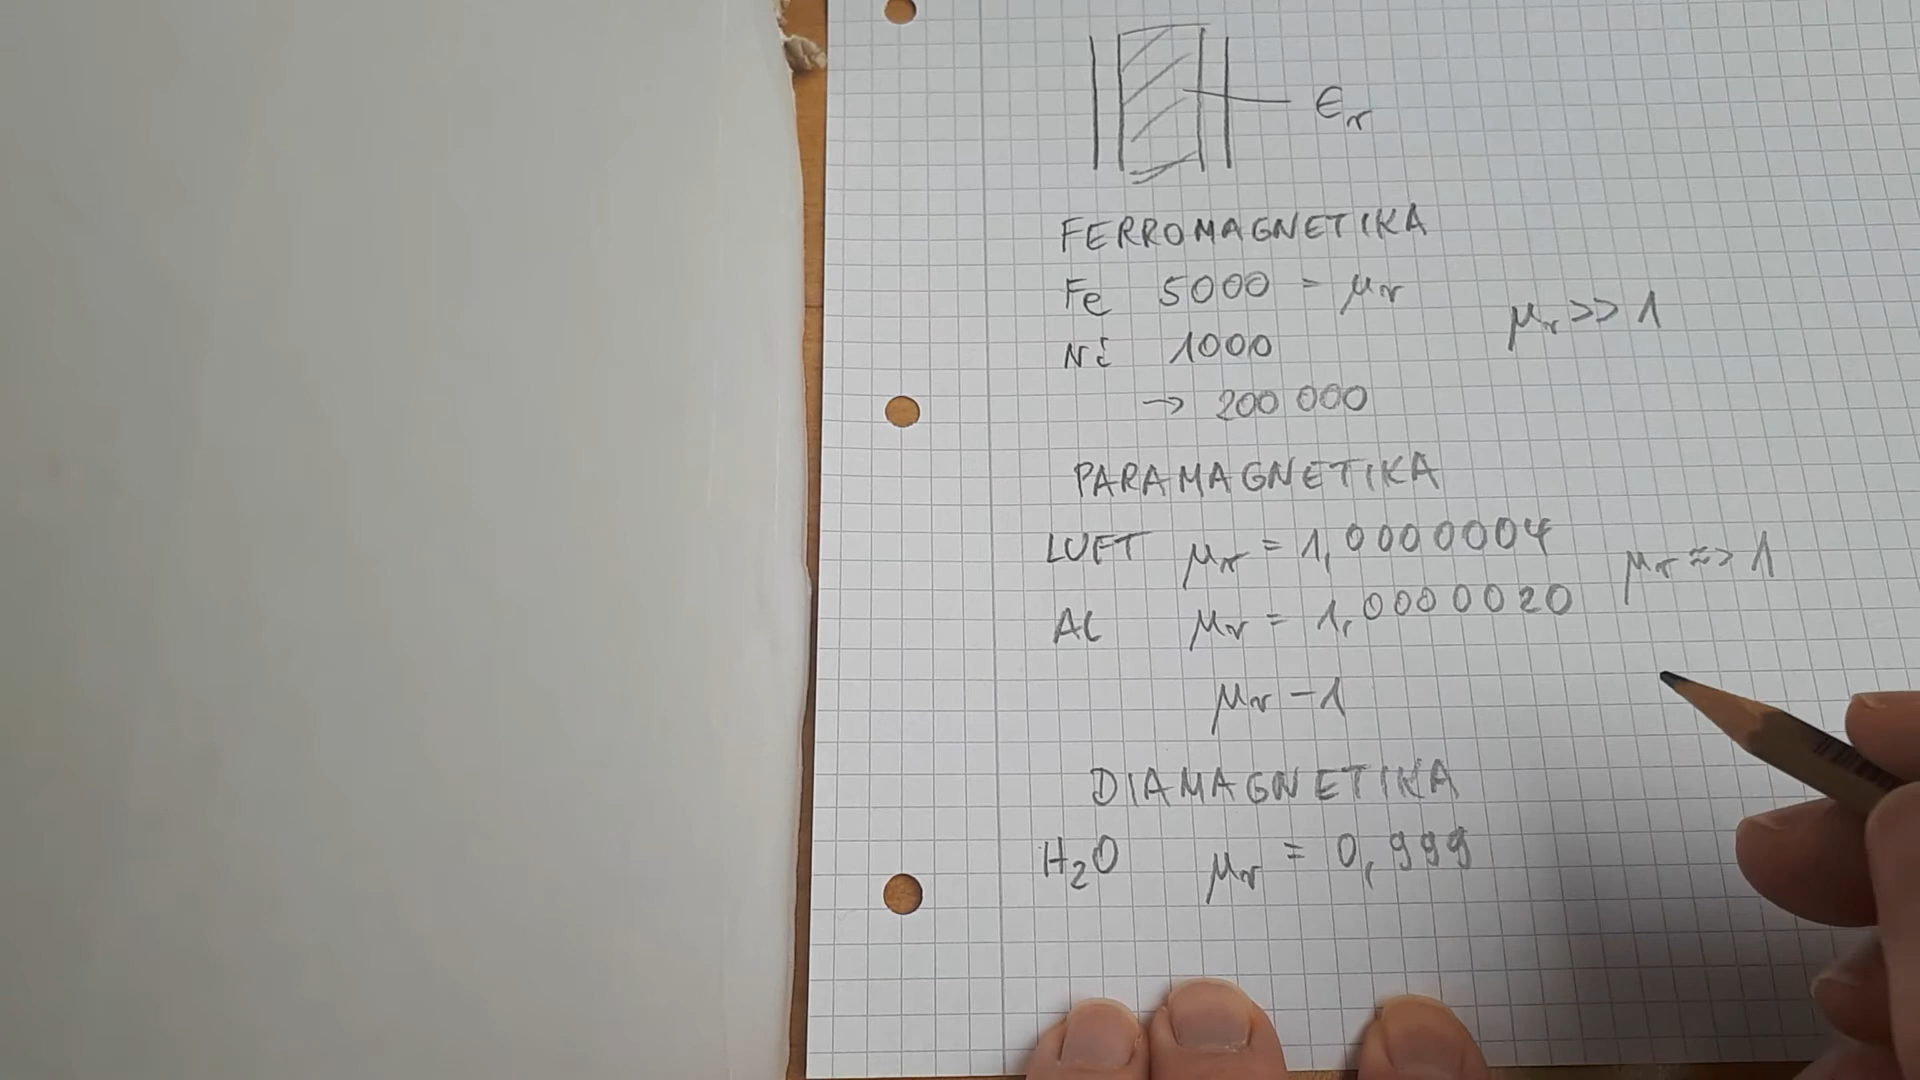 ϵr
FERROMAGNETIKA
Fe 5000 = μr
μr >> 1
Ni 1000
→ 200 000
PARAMAGNETIKA
LUFT μr = 1,0000004
μr ≈> 1
Al μr = 1,0000020
μr - 1
DIAMAGNETIKA
H₂O μr = 0,999